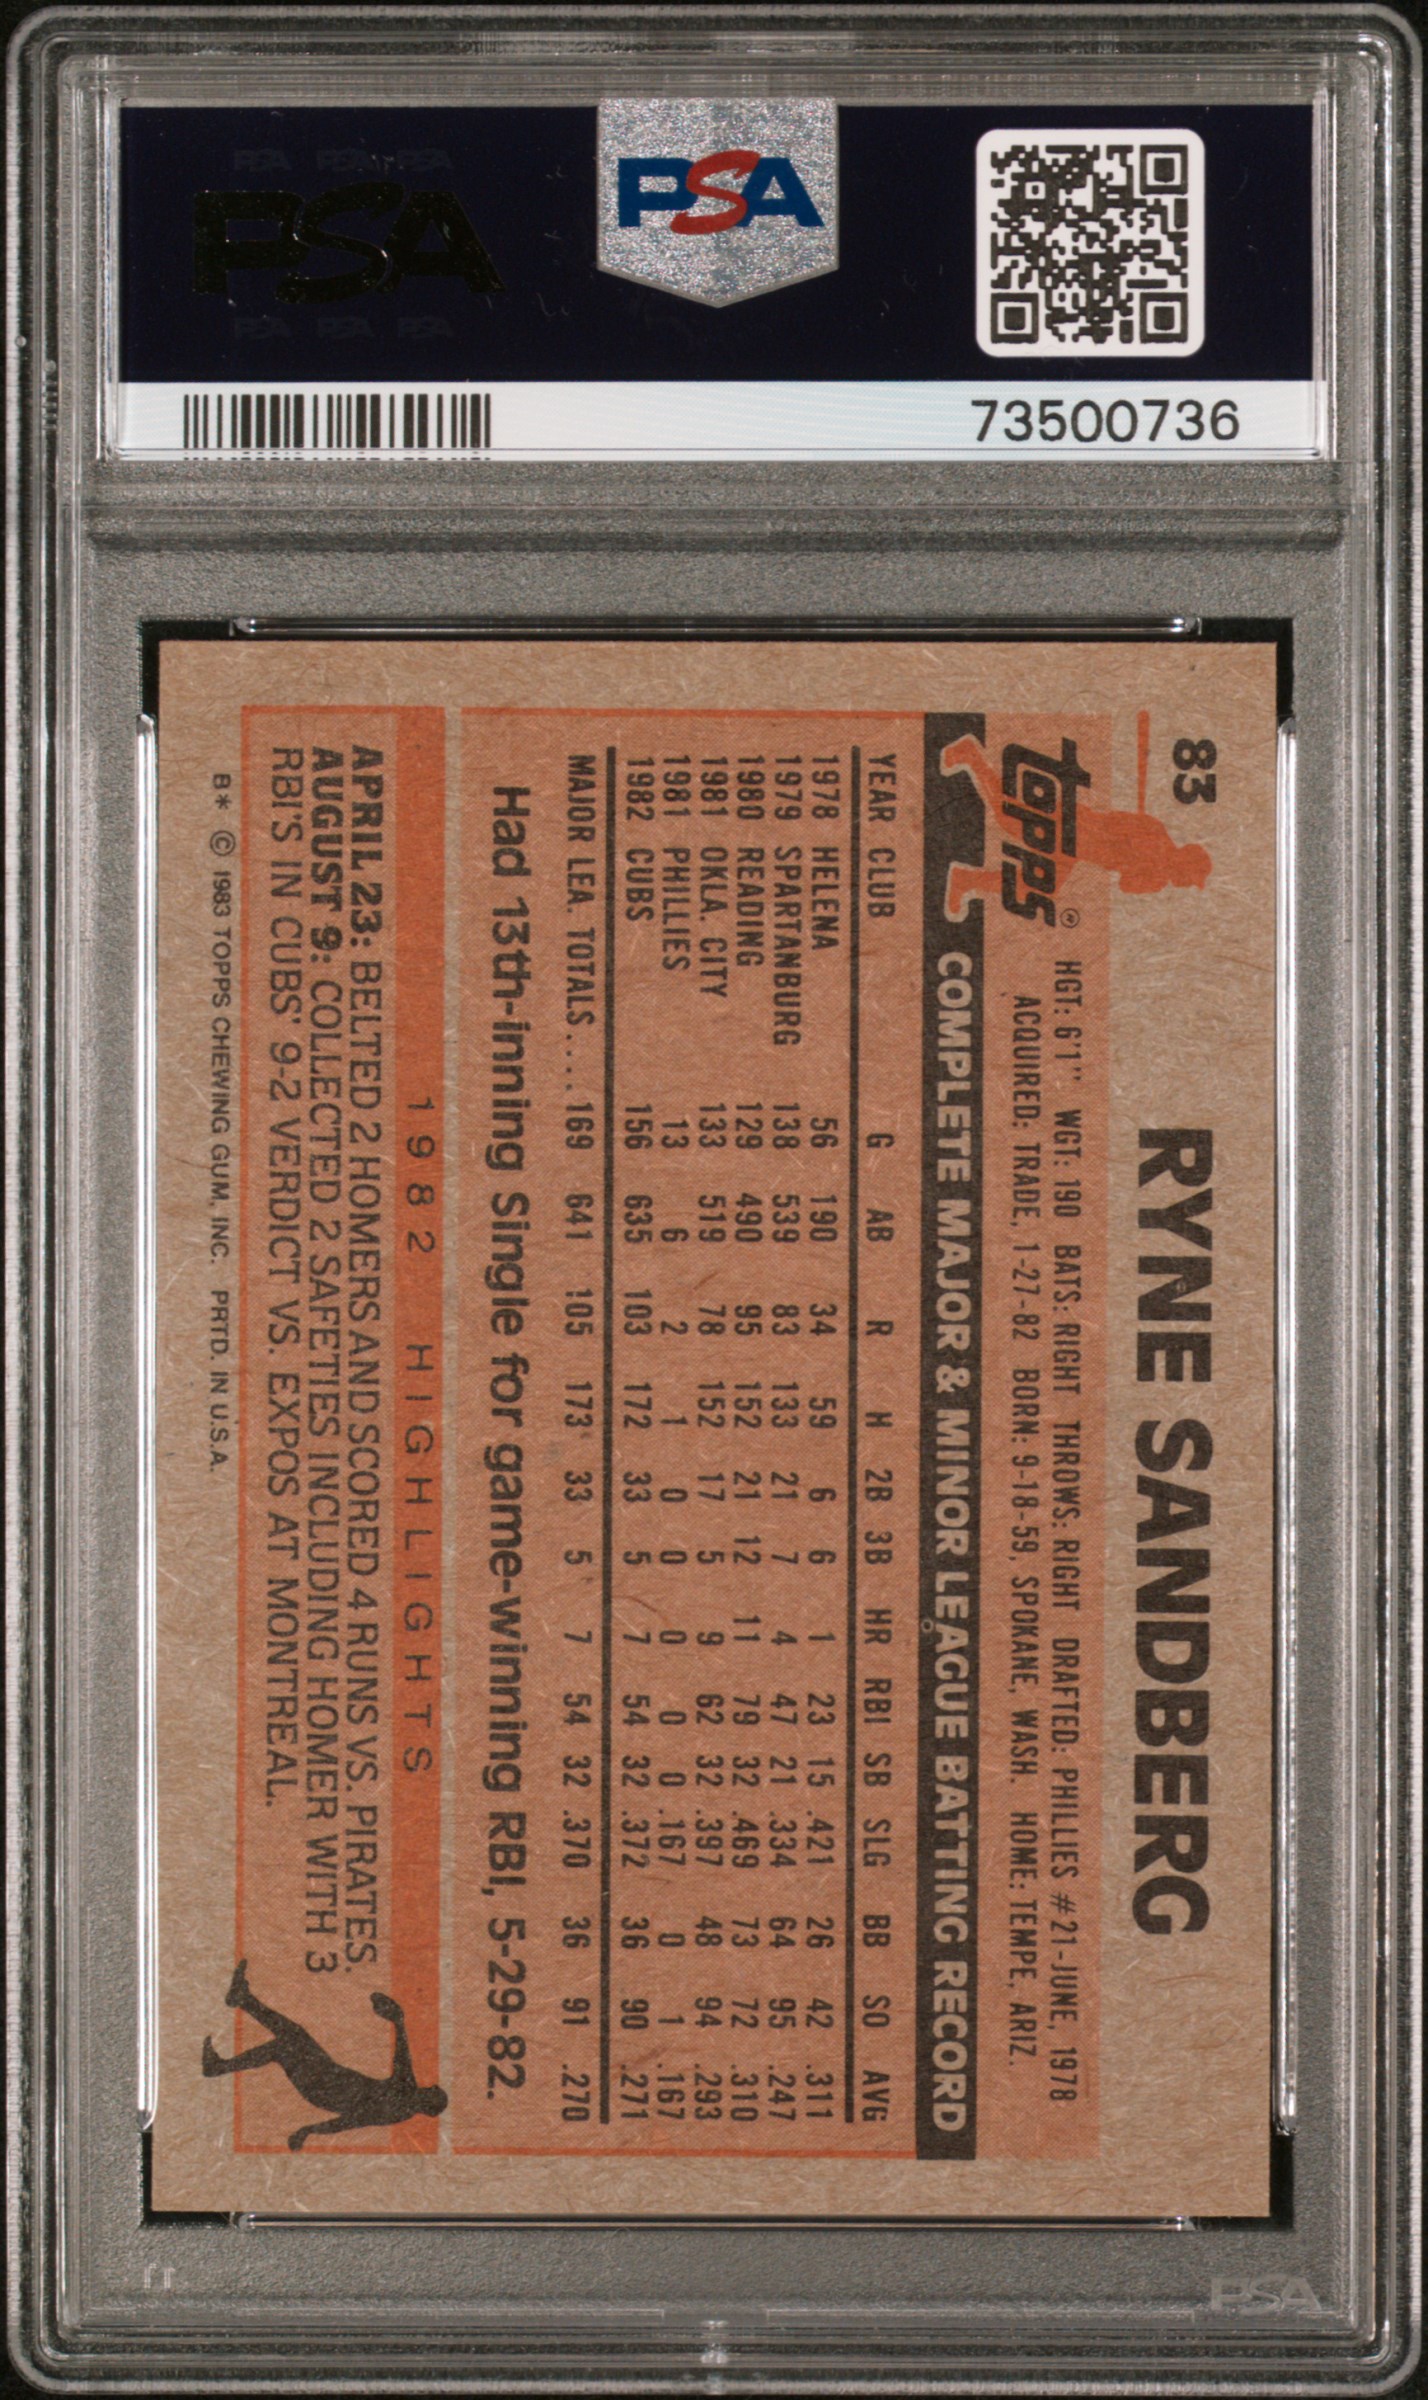 PSA PSA PSA
PSA
PSA PSA PSA
PSA
73500736
83
RYNE SANDBERG
Topps®
HGT: 6'1" WGT: 190 BATS: RIGHT THROWS: RIGHT DRAFTED: PHILLIES #21-JUNE, 1978
ACQUIRED: TRADE, 1-27-82 BORN: 9-18-59, SPOKANE, WASH. HOME: TEMPE, ARIZ.
COMPLETE MAJOR & MINOR LEAGUE BATTING RECORD
YEAR CLUB G AB R H 2B 3B HR RBI SB SLG BB SO AVG
1978 HELENA 56 190 34 59 6 6 1 23 15 .421 26 42 .311
1979 SPARTANBURG 138 539 83 133 21 7 4 47 21 .334 64 95 .247
1980 READING 129 490 95 152 21 12 11 79 32 .469 73 72 .310
1981 OKLA. CITY 133 519 78 152 17 5 9 62 32 .397 48 94 .293
1981 PHILLIES 13 6 2 1 0 0 0 0 0 .167 0 1 .167
1982 CUBS 156 635 103 172 33 5 7 54 32 .372 36 90 .271
MAJOR LEA. TOTALS.... 169 641 105 173 33 5 7 54 32 .370 36 91 .270
Had 13th-inning Single for game-winning RBI, 5-29-82.
1982 HIGHLIGHTS
APRIL 23: BELTED 2 HOMERS AND SCORED 4 RUNS VS. PIRATES.
AUGUST 9: COLLECTED 2 SAFETIES INCLUDING HOMER WITH 3
RBI'S IN CUBS' 9-2 VERDICT VS. EXPOS AT MONTREAL.
B* © 1983 TOPPS CHEWING GUM, INC. PRTD. IN U.S.A.
PSA